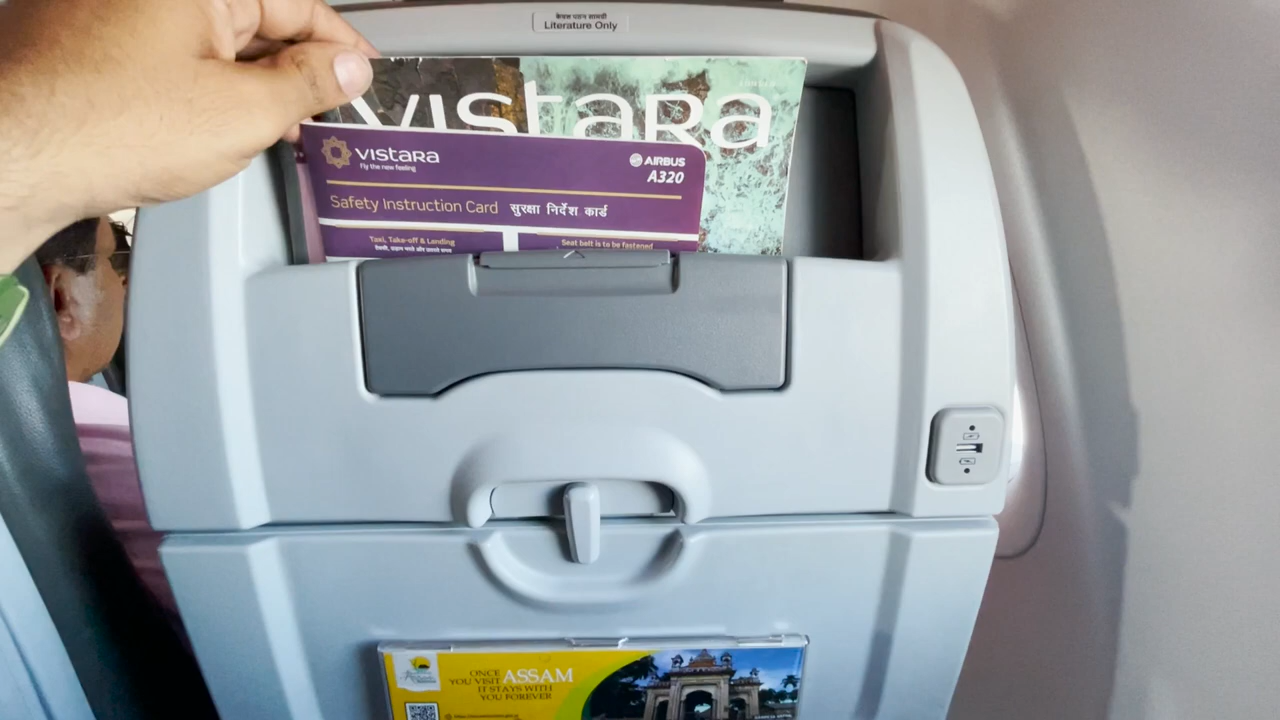 केवल पठन सामग्री
Literature Only
vistara
VISTARA
Fly the new feeling
AIRBUS
A320
Safety Instruction Card सुरक्षा निर्देश कार्ड
Taxi, Take-off & Landing
Seat belt is to be fastened
ONCE
YOU VISIT ASSAM
IT STAYS WITH
YOU FOREVER